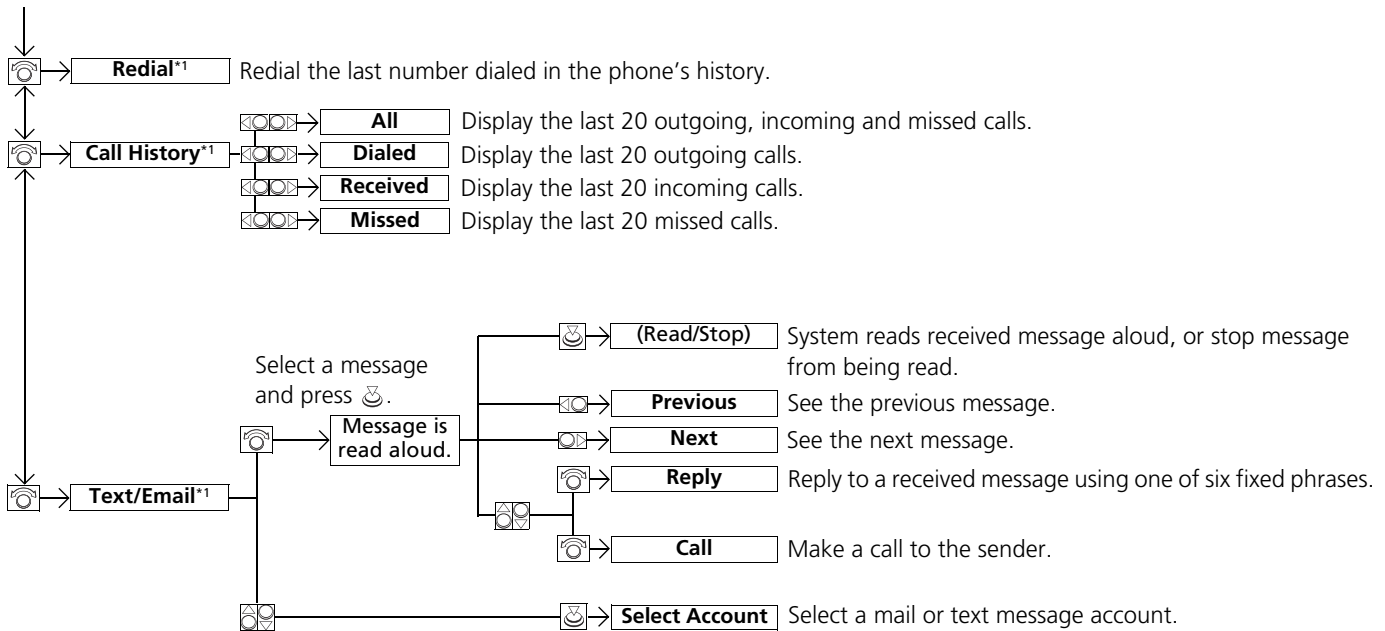 Redial*1 Redial the last number dialed in the phone's history.
All Display the last 20 outgoing, incoming and missed calls.
Call History*1 Dialed Display the last 20 outgoing calls.
Received Display the last 20 incoming calls.
Missed Display the last 20 missed calls.
(Read/Stop) System reads received message aloud, or stop message
from being read.
Select a message
and press .
Previous See the previous message.
Message is
read aloud.
Next See the next message.
Reply Reply to a received message using one of six fixed phrases.
Text/Email*1
Call Make a call to the sender.
Select Account Select a mail or text message account.